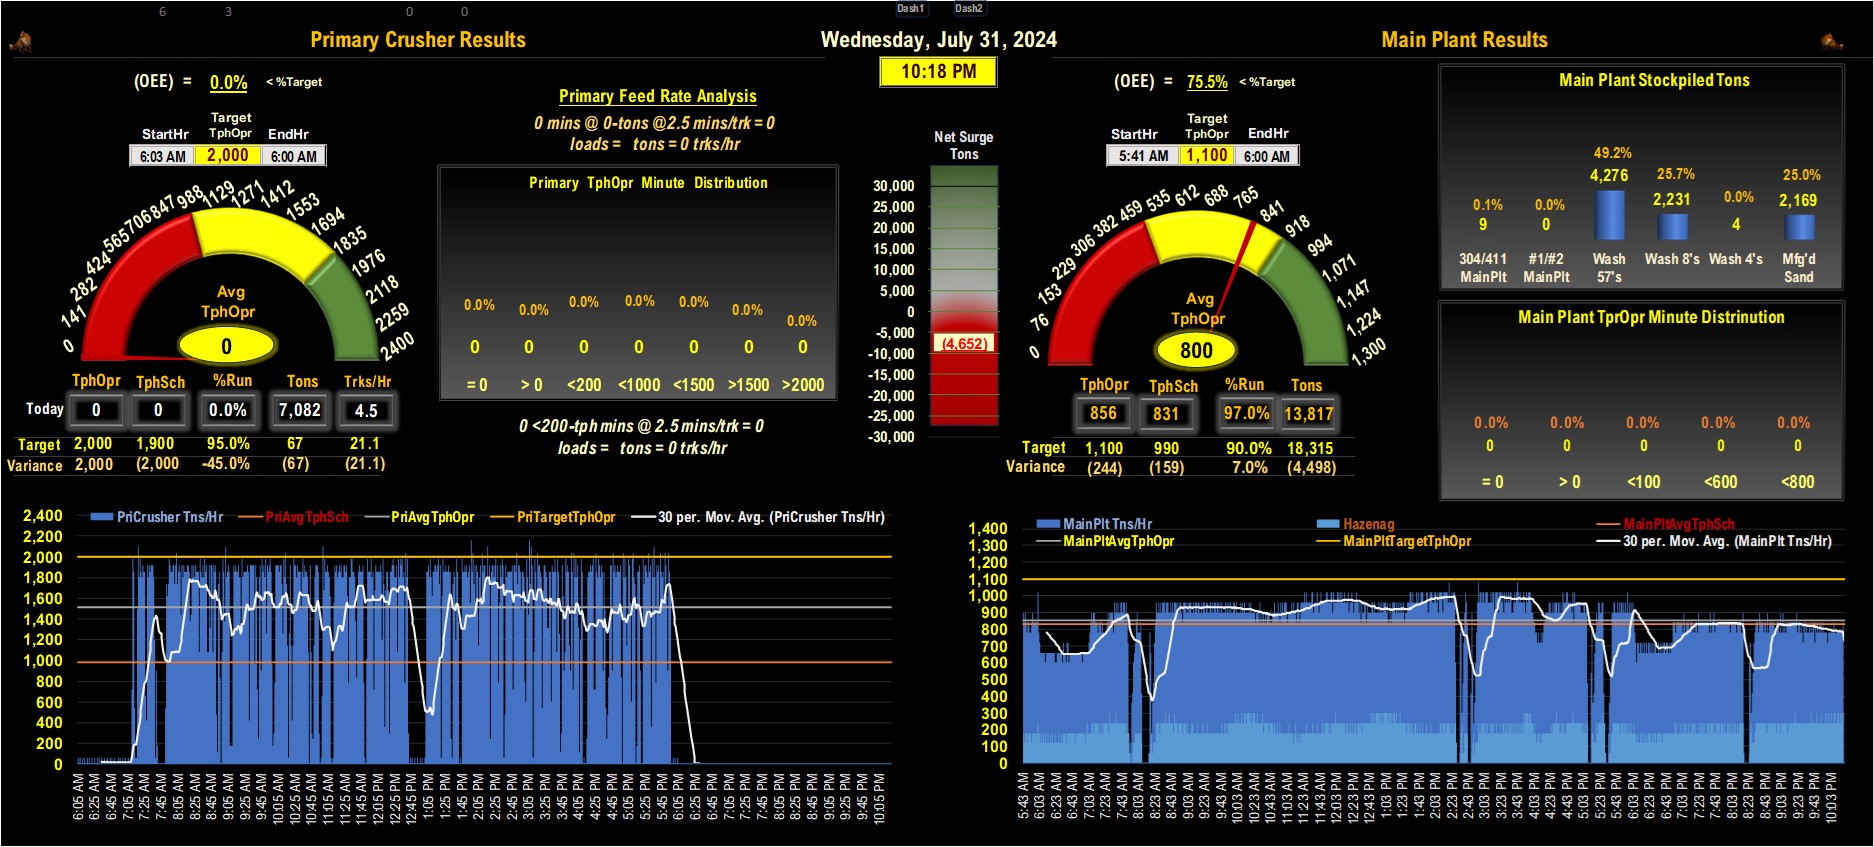 6 3 0 0 Dash1 Dash2
Primary Crusher Results
Wednesday, July 31, 2024
Main Plant Results
10:18 PM
(OEE) = 0.0% < %Target
Target
StartHr TphOpr EndHr
6:03 AM 2,000 6:00 AM
0 141 282 424 565 706 847 988 1129 1271 1412 1553 1694 1835 1976 2118 2259 2400
Avg
TphOpr
0
TphOpr TphSch %Run Tons Trks/Hr
Today 0 0 0.0% 7,082 4.5
Target 2,000 1,900 95.0% 67 21.1
Variance 2,000 (2,000 -45.0% (67) (21.1)
Primary Feed Rate Analysis
0 mins @ 0-tons @2.5 mins/trk = 0
loads = tons = 0 trks/hr
Primary TphOpr Minute Distribution
0.0% 0.0% 0.0% 0.0% 0.0% 0.0% 0.0%
0 0 0 0 0 0 0
= 0 > 0 <200 <1000 <1500 >1500 >2000
0 <200-tph mins @ 2.5 mins/trk = 0
loads = tons = 0 trks/hr
Net Surge
Tons
30,000
25,000
20,000
15,000
10,000
5,000
0
-5,000
(4,652)
-10,000
-15,000
-20,000
-25,000
-30,000
(OEE) = 75.5% < %Target
Target
StartHr TphOpr EndHr
5:41 AM 1,100 6:00 AM
0 76 153 229 306 382 459 535 612 688 765 841 918 994 1,071 1,147 1,224 1,300
Avg
TphOpr
800
TphOpr TphSch %Run Tons
856 831 97.0% 13,817
Target 1,100 990 90.0% 18,315
Variance (244) (159) 7.0% (4,498)
Main Plant Stockpiled Tons
0.1% 0.0% 49.2% 25.7% 0.0% 25.0%
9 0 4,276 2,231 4 2,169
304/411 #1/#2 Wash Wash 8's Wash 4's Mfg'd
MainPlt MainPlt 57's Sand
Main Plant TprOpr Minute Distrinution
0.0% 0.0% 0.0% 0.0% 0.0%
0 0 0 0 0
= 0 > 0 <100 <600 <800
PriCrusher Tns/Hr PriAvgTphSch PriAvgTphOpr PriTargetTphOpr 30 per. Mov. Avg. (PriCrusher Tns/Hr)
2,400
2,200
2,000
1,800
1,600
1,400
1,200
1,000
800
600
400
200
0
6:05 AM 6:25 AM 6:45 AM 7:05 AM 7:25 AM 7:45 AM 8:05 AM 8:25 AM 8:45 AM 9:05 AM 9:25 AM 9:45 AM 10:05 AM 10:25 AM 10:45 AM 11:05 AM 11:25 AM 11:45 AM 12:05 PM 12:25 PM 12:45 PM 1:05 PM 1:25 PM 1:45 PM 2:05 PM 2:25 PM 2:45 PM 3:05 PM 3:25 PM 3:45 PM 4:05 PM 4:25 PM 4:45 PM 5:05 PM 5:25 PM 5:45 PM 6:05 PM 6:25 PM 6:45 PM 7:05 PM 7:25 PM 7:45 PM 8:05 PM 8:25 PM 8:45 PM 9:05 PM 9:25 PM 9:45 PM 10:05 PM
MainPlt Tns/Hr Hazenag MainPltAvgTphSch
MainPltAvgTphOpr MainPltTargetTphOpr 30 per. Mov. Avg. (MainPlt Tns/Hr)
1,400
1,300
1,200
1,100
1,000
900
800
700
600
500
400
300
200
100
0
5:43 AM 6:03 AM 6:23 AM 6:43 AM 7:03 AM 7:23 AM 7:43 AM 8:03 AM 8:23 AM 8:43 AM 9:03 AM 9:23 AM 9:43 AM 10:03 AM 10:23 AM 10:43 AM 11:03 AM 11:23 AM 11:43 AM 12:03 PM 12:23 PM 12:43 PM 1:03 PM 1:23 PM 1:43 PM 2:03 PM 2:23 PM 2:43 PM 3:03 PM 3:23 PM 3:43 PM 4:03 PM 4:23 PM 4:43 PM 5:03 PM 5:23 PM 5:43 PM 6:03 PM 6:23 PM 6:43 PM 7:03 PM 7:23 PM 7:43 PM 8:03 PM 8:23 PM 8:43 PM 9:03 PM 9:23 PM 9:43 PM 10:03 PM